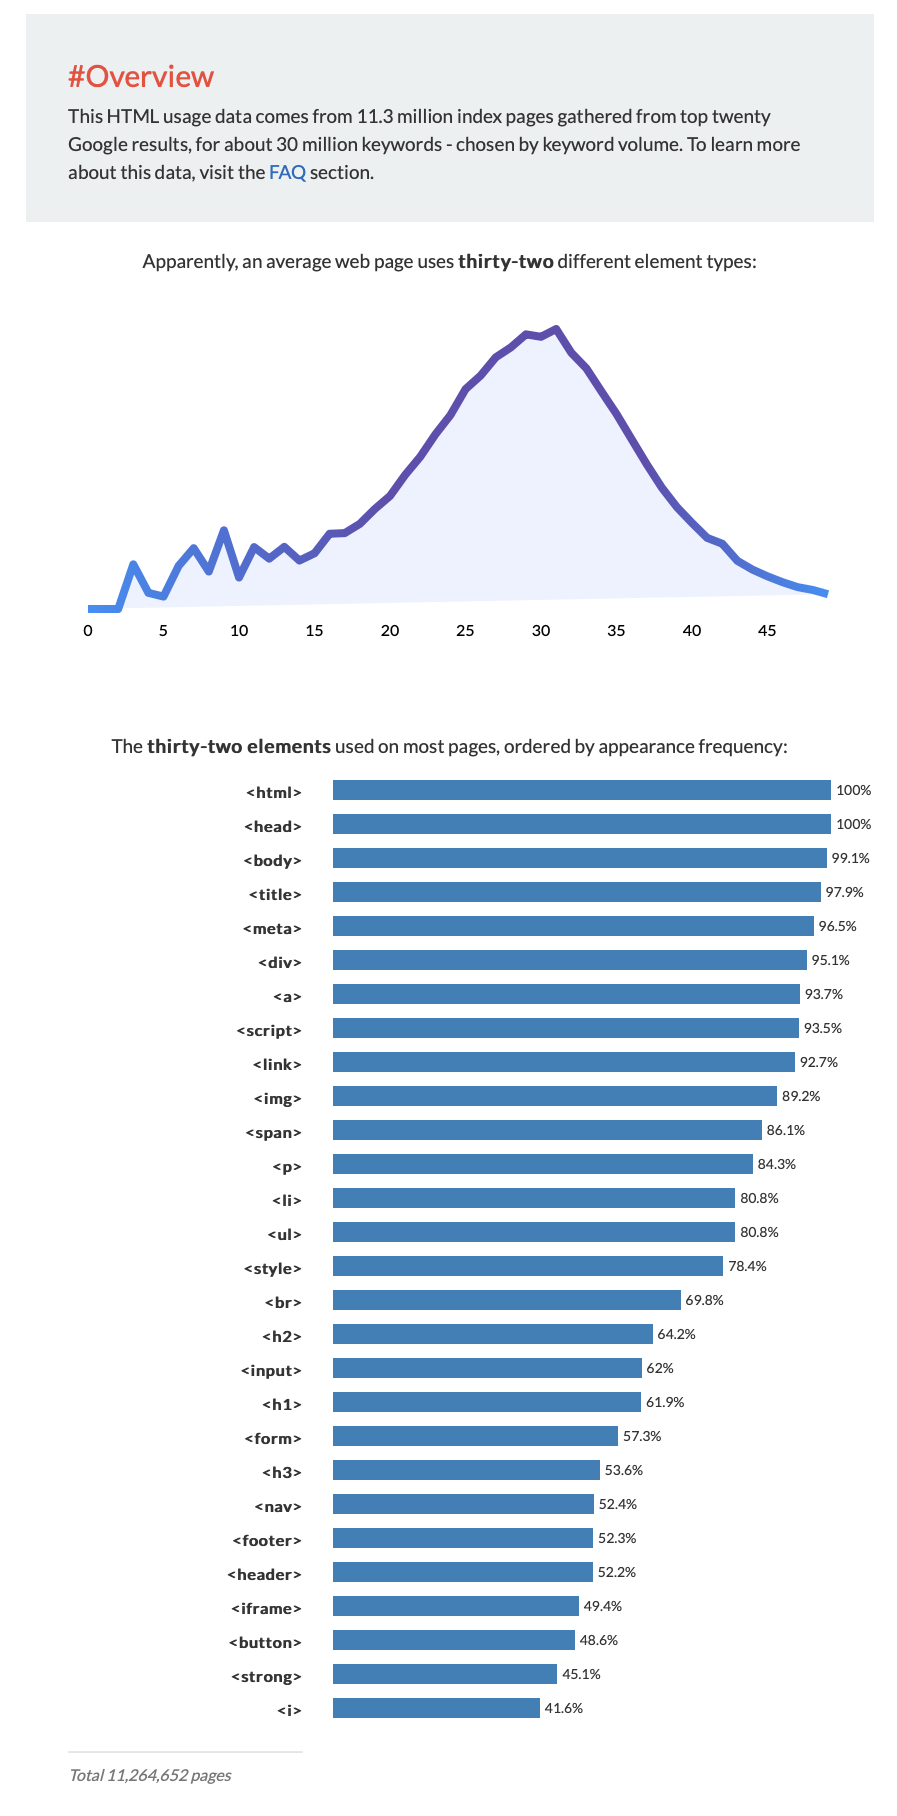 #Overview
This HTML usage data comes from 11.3 million index pages gathered from top twenty
Google results, for about 30 million keywords - chosen by keyword volume. To learn more
about this data, visit the FAQ section.
Apparently, an average web page uses thirty-two different element types:
0 5 10 15 20 25 30 35 40 45
The thirty-two elements used on most pages, ordered by appearance frequency:
<html> 100%
<head> 100%
<body> 99.1%
<title> 97.9%
<meta> 96.5%
<div> 95.1%
<a> 93.7%
<script> 93.5%
<link> 92.7%
<img> 89.2%
<span> 86.1%
<p> 84.3%
<li> 80.8%
<ul> 80.8%
<style> 78.4%
<br> 69.8%
<h2> 64.2%
<input> 62%
<h1> 61.9%
<form> 57.3%
<h3> 53.6%
<nav> 52.4%
<footer> 52.3%
<header> 52.2%
<iframe> 49.4%
<button> 48.6%
<strong> 45.1%
<i> 41.6%
Total 11,264,652 pages